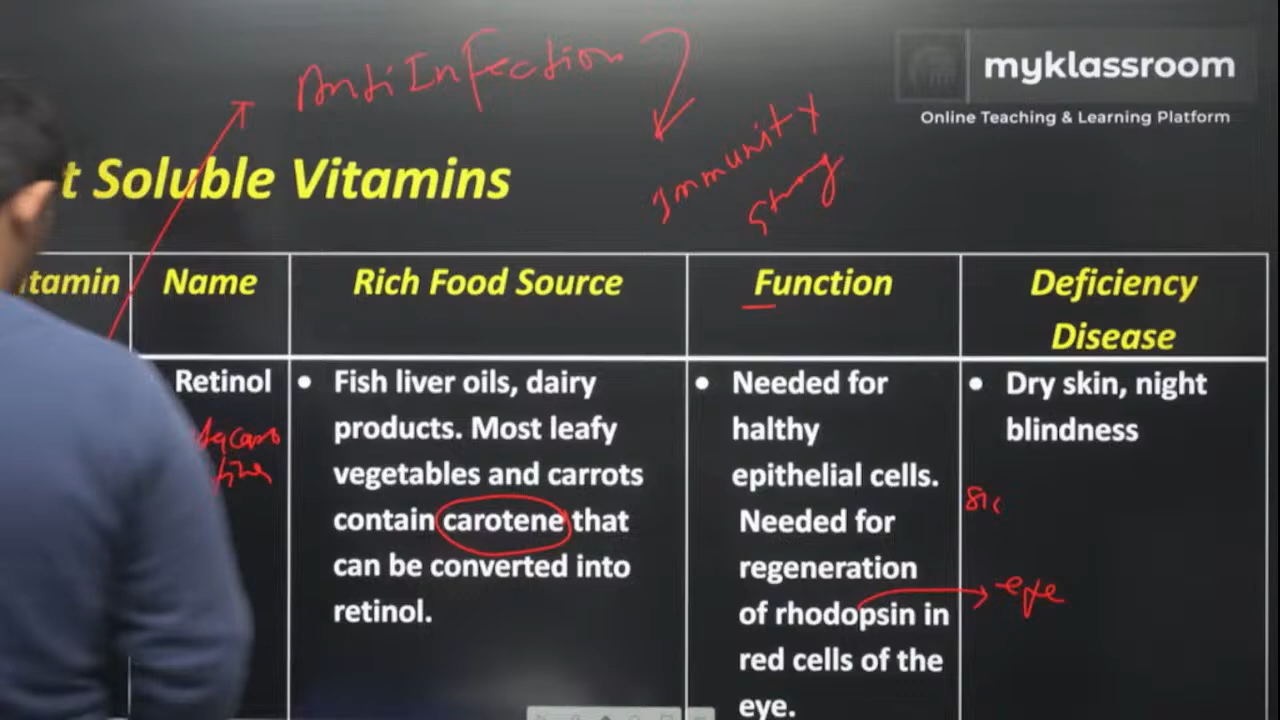 AntiInfection
Immunity
strong
myklassroom
Online Teaching & Learning Platform
t Soluble Vitamins
itamin
Name
Rich Food Source
Function
Deficiency
Disease
Retinol
Fish liver oils, dairy
products. Most leafy
vegetables and carrots
contain carotene that
can be converted into
retinol.
Needed for
halthy
epithelial cells.
Needed for
regeneration
of rhodopsin in
red cells of the
eye.
Dry skin, night
blindness
eye